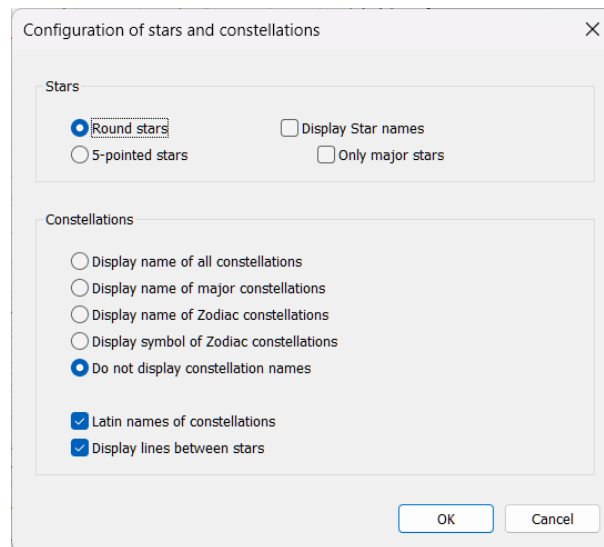 Configuration of stars and constellations
Stars
Round stars
Display Star names
5-pointed stars
Only major stars
Constellations
Display name of all constellations
Display name of major constellations
Display name of Zodiac constellations
Display symbol of Zodiac constellations
Do not display constellation names
Latin names of constellations
Display lines between stars
OK
Cancel